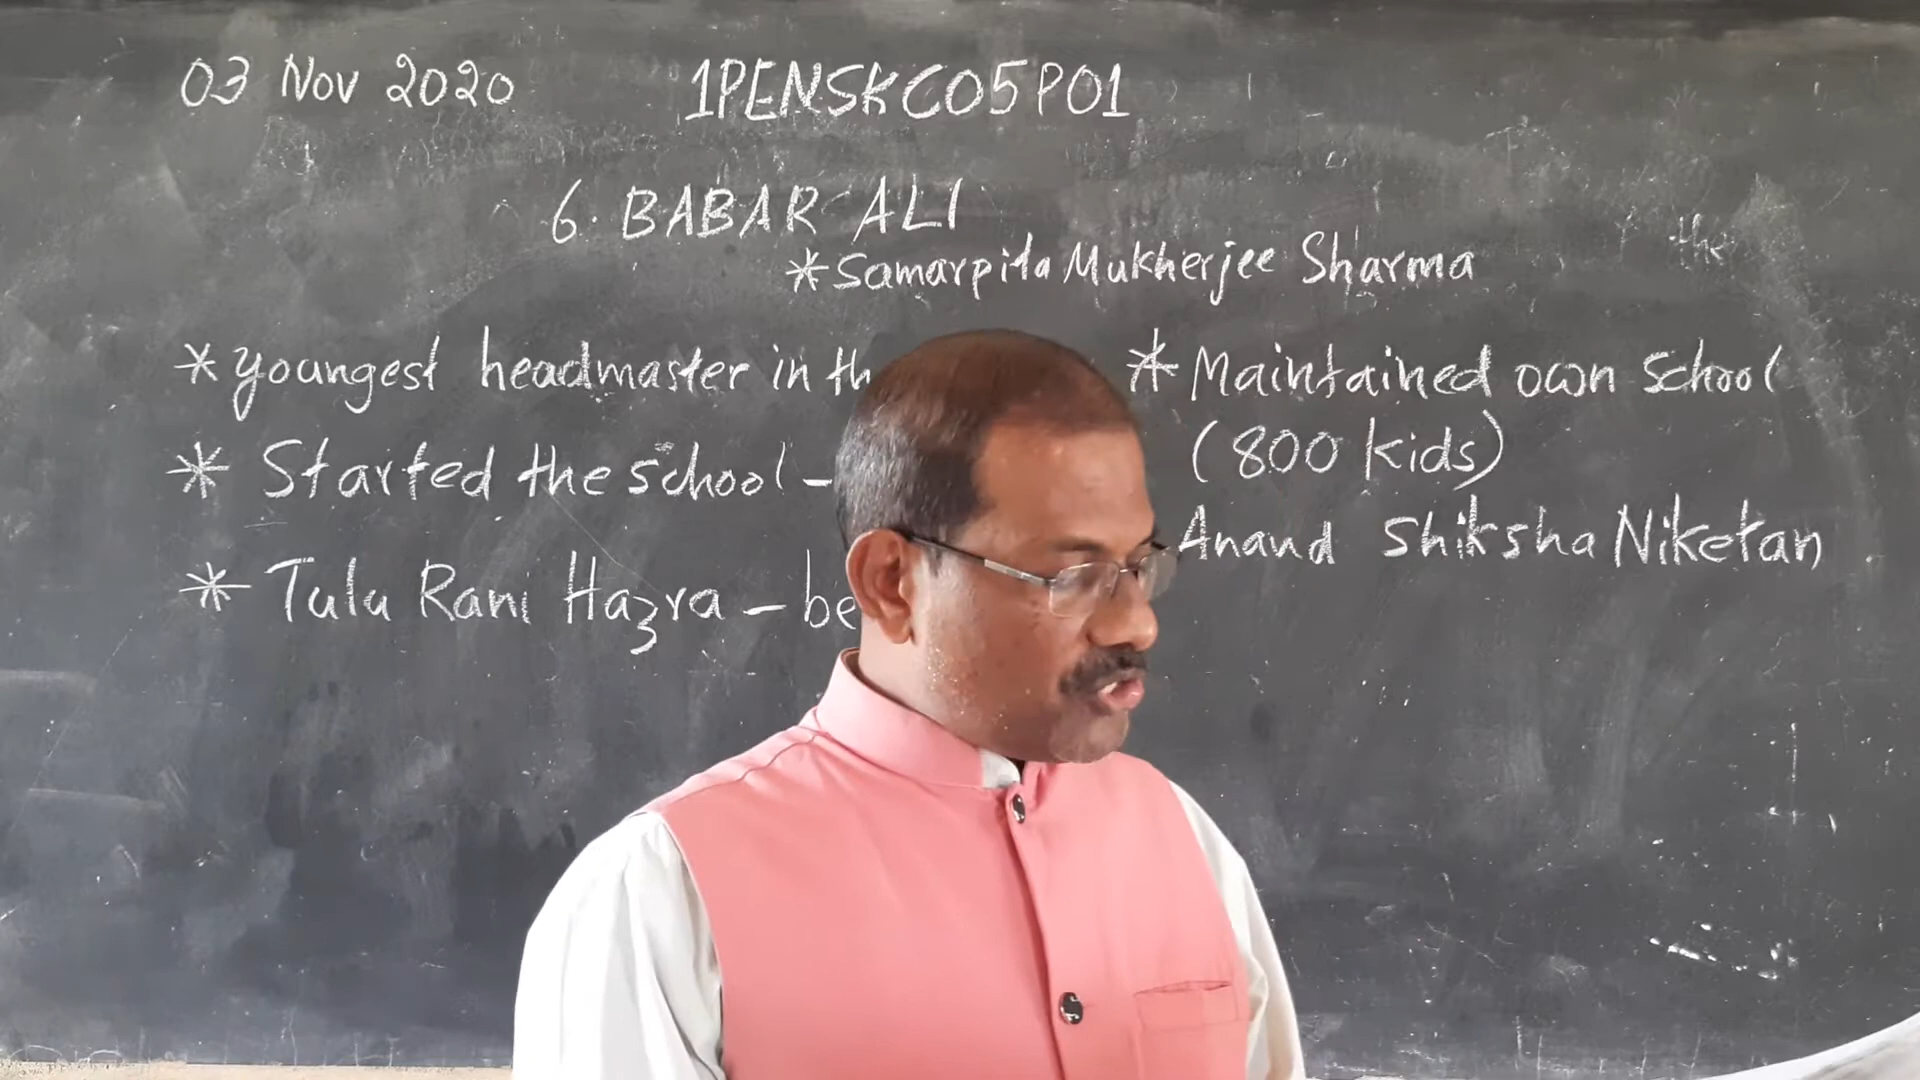 03 Nov 2020 1PENSKC05P01
6. BABAR ALI
*Samarpita Mukherjee Sharma
the
* youngest headmaster in th
* Started the school -
* Tulu Rani Hazra - be
* Maintained own school
(800 kids)
Anand Shiksha Niketan